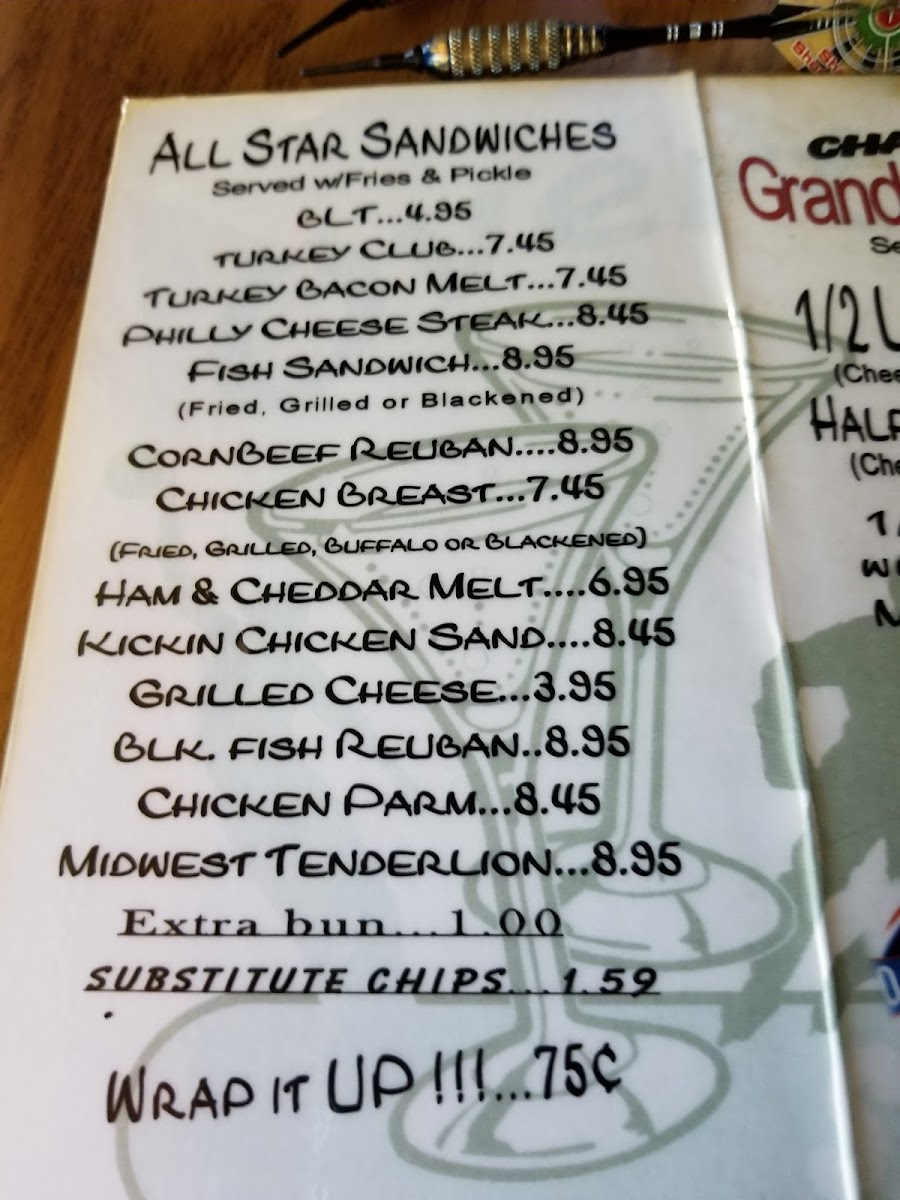 ALL STAR SANDWICHES
Served w/Fries & Pickle
BLT...4.95
TURKEY CLUB...7.45
TURKEY BACON MELT...7.45
PHILLY CHEESE STEAK...8.45
FISH SANDWICH...8.95
(Fried, Grilled or Blackened)
CORNBEEF REUBAN....8.95
CHICKEN BREAST...7.45
(FRIED, GRILLED, BUFFALO OR BLACKENED)
HAM & CHEDDAR MELT....6.95
KICKIN CHICKEN SAND....8.45
GRILLED CHEESE...3.95
BLK. FISH REUBAN..8.95
CHICKEN PARM...8.45
MIDWEST TENDERLION...8.95
Extra bun...1.00
SUBSTITUTE CHIPS...1.59
WRAP IT UP !!!...75¢
CHA
Grand
Se
1/2 L
(Chee
HALF
(Che